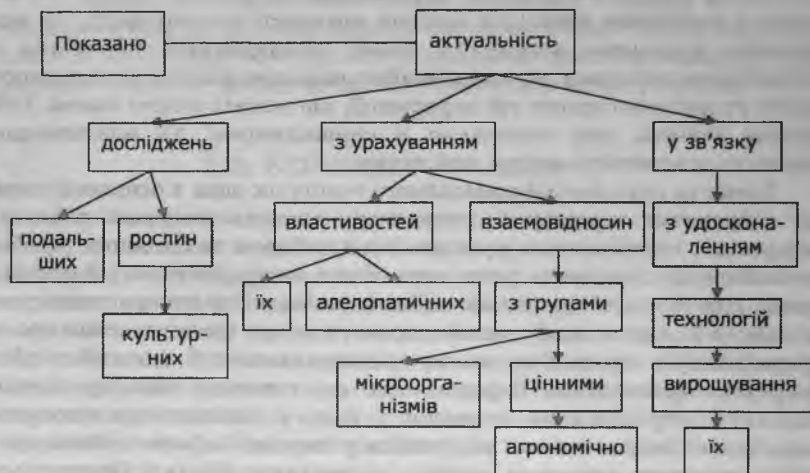 Показано
актуальність
досліджень
з урахуванням
у зв’язку
подаль-
ших
рослин
властивостей
взаємовідносин
з удоскона-
ленням
культур-
них
їх
алелопатичних
з групами
технологій
мікроорга-
нізмів
цінними
вирощування
агрономічно
їх